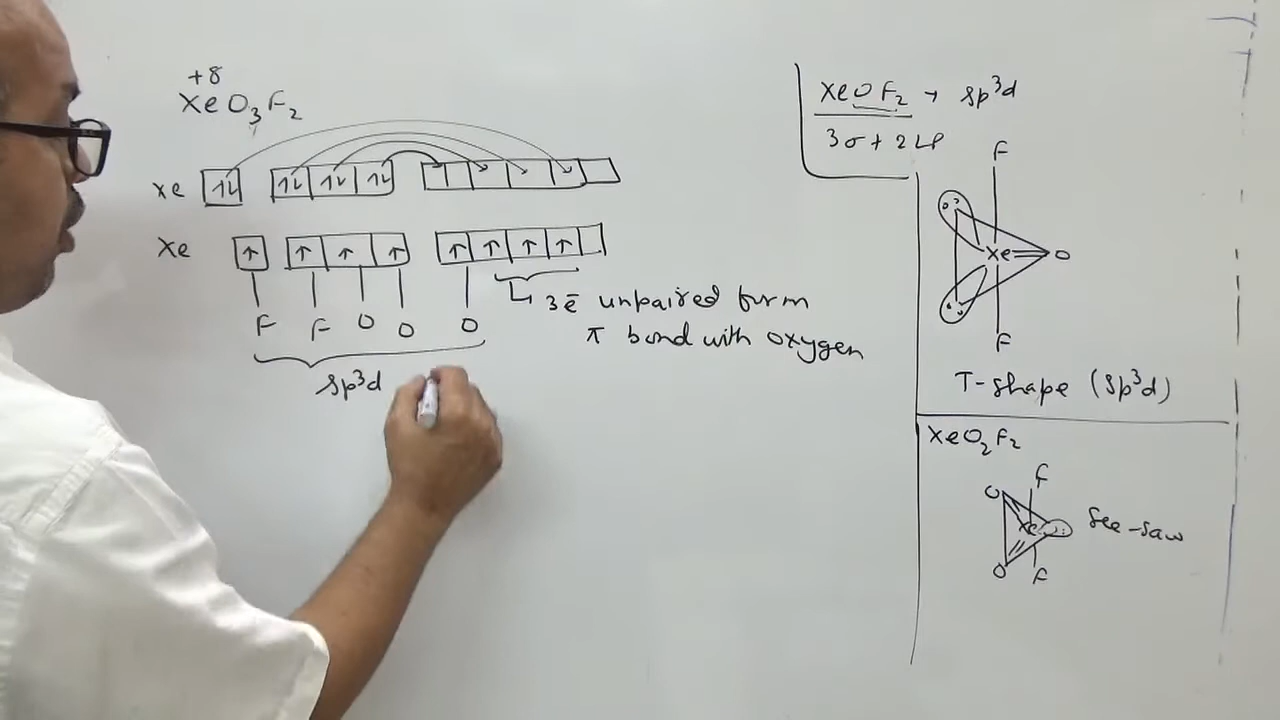 +8
XeO₃F₂
Xe ↿⇂ ↿⇂ ↿⇂ ↿⇂
Xe ↑ ↑ ↑ ↑ ↑ ↑ ↑ ↑
F F O O O
↳ 3ē unpaired form
π bond with oxygen
sp³d
XeOF₂ → sp³d
3σ + 2LP
F
Xe O
F
T-shape (sp³d)
XeO₂F₂
F
O
Xe See-saw
O F